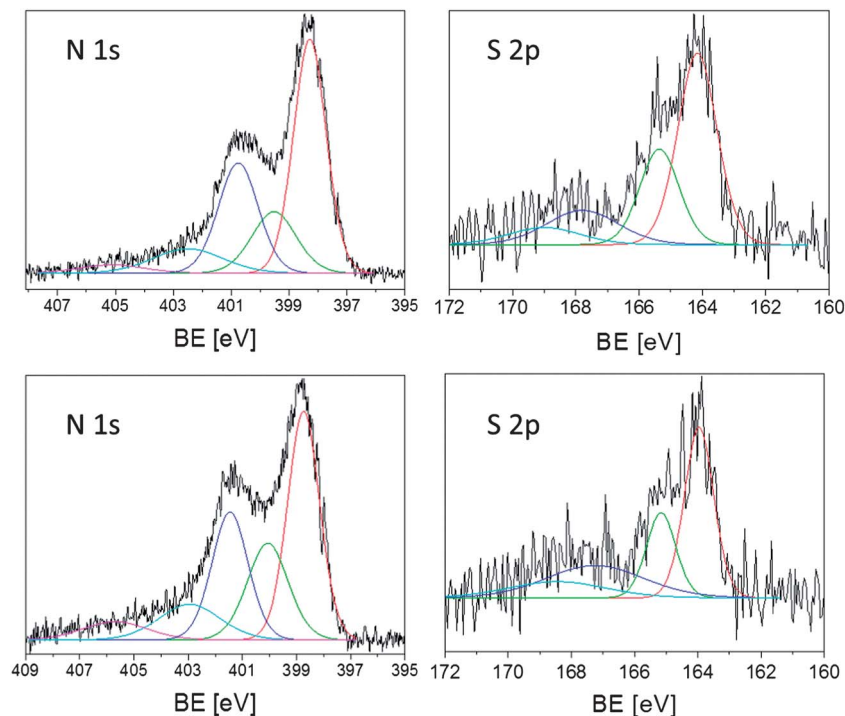 N 1s
S 2p
407 405 403 401 399 397 395
BE [eV]
172 170 168 166 164 162 160
BE [eV]
N 1s
S 2p
409 407 405 403 401 399 397 395
BE [eV]
172 170 168 166 164 162 160
BE [eV]